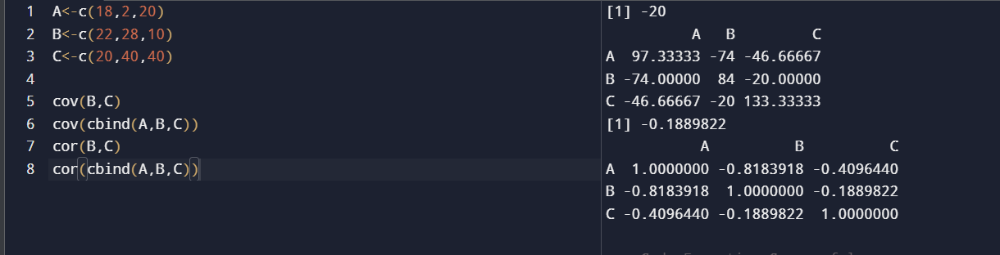 1 A<-c(18,2,20)
2 B<-c(22,28,10)
3 C<-c(20,40,40)
4
5 cov(B,C)
6 cov(cbind(A,B,C))
7 cor(B,C)
8 cor(cbind(A,B,C))
[1] -20
A B C
A 97.33333 -74 -46.66667
B -74.00000 84 -20.00000
C -46.66667 -20 133.33333
[1] -0.1889822
A B C
A 1.0000000 -0.8183918 -0.4096440
B -0.8183918 1.0000000 -0.1889822
C -0.4096440 -0.1889822 1.0000000